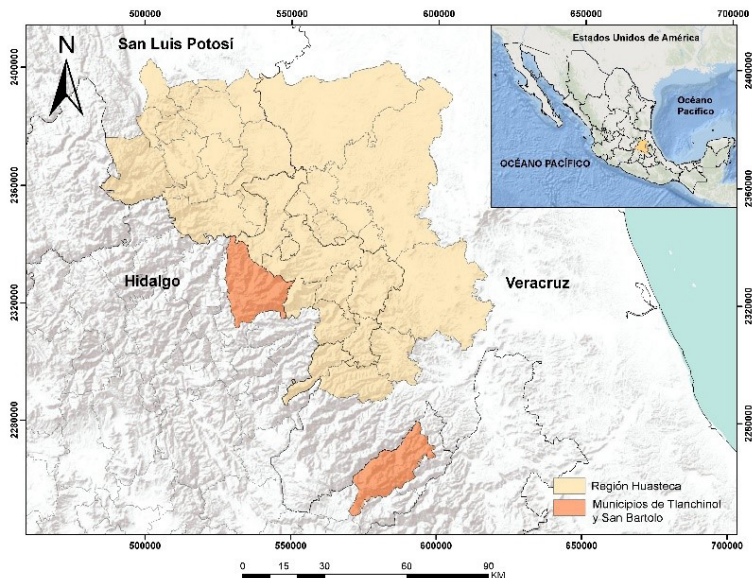 500000 550000 600000 650000 700000
N
San Luis Potosí
Estados Unidos de América
Océano
Pacífico
OCÉANO PACÍFICO
Hidalgo
Veracruz
2400000
2360000
2320000
2280000
2400000
2360000
2320000
2280000
Región Huasteca
Municipios de Tlanchinol
y San Bartolo
500000 550000 600000 650000 700000
0 15 30 60 90
KM